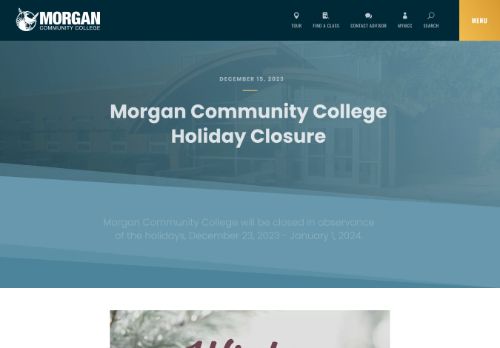 MORGAN
COMMUNITY COLLEGE
TOUR
FIND A CLASS
CONTACT ADVISOR
MYMCC
SEARCH
MENU
DECEMBER 15, 2023
Morgan Community College
Holiday Closure
Morgan Community College will be closed in observance
of the holidays, December 23, 2023 - January 1, 2024.